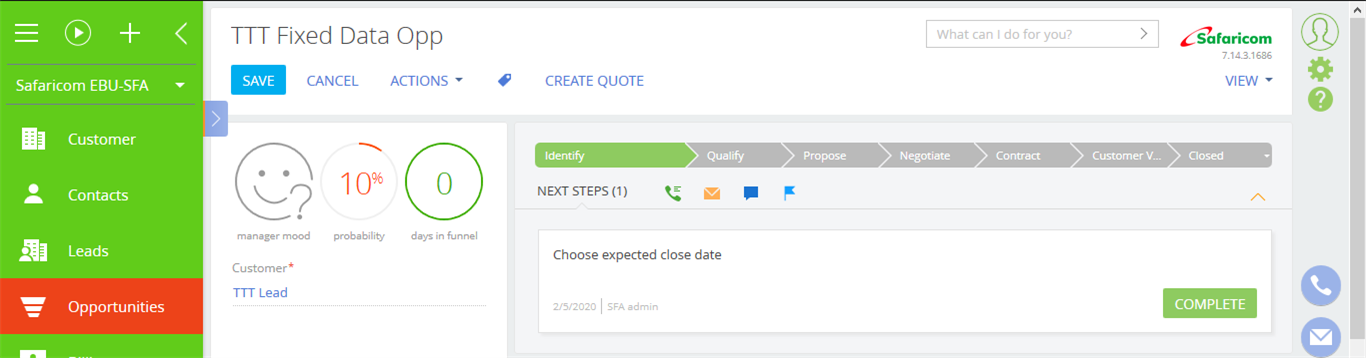 TTT Fixed Data Opp
What can I do for you?
Safaricom
7.14.3.1686
Safaricom EBU-SFA
SAVE
CANCEL
ACTIONS
CREATE QUOTE
VIEW
Customer
Contacts
Leads
Opportunities
10%
0
manager mood
probability
days in funnel
Customer*
TTT Lead
Identify
Qualify
Propose
Negotiate
Contract
Customer V...
Closed
NEXT STEPS (1)
Choose expected close date
2/5/2020
SFA admin
COMPLETE